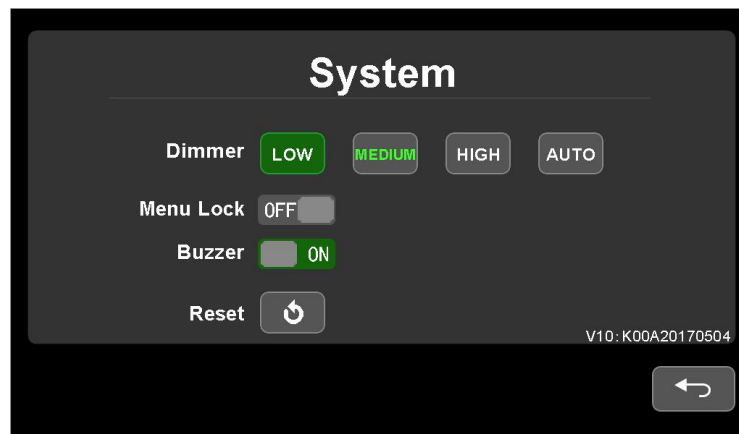 System
Dimmer LOW MEDIUM HIGH AUTO
Menu Lock OFF
Buzzer ON
Reset
V10:K00A20170504